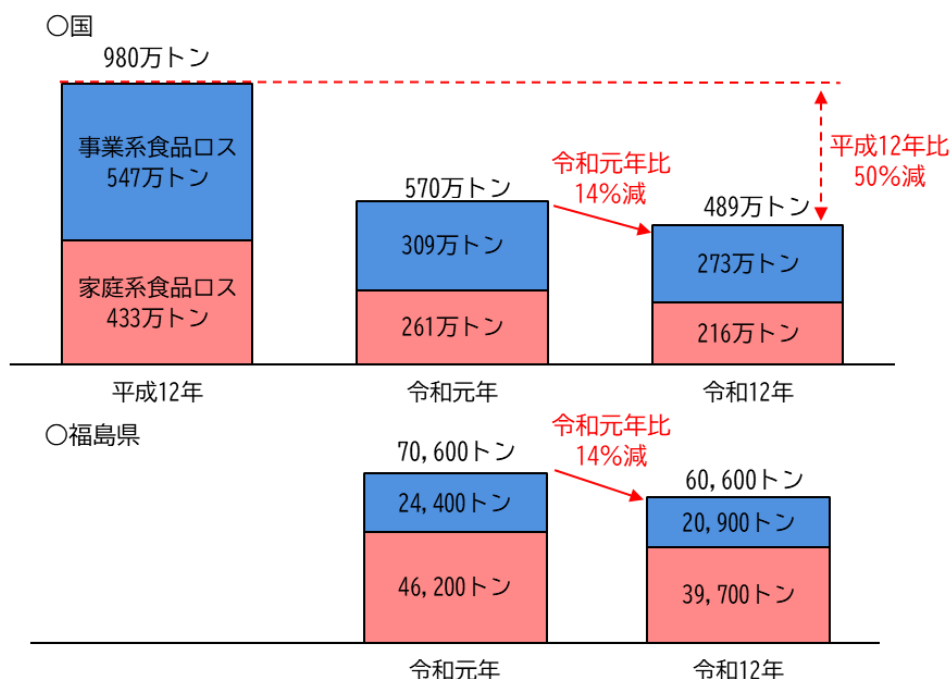 〇国
980万トン
事業系食品ロス
547万トン
家庭系食品ロス
433万トン
平成12年
570万トン
309万トン
261万トン
令和元年
令和元年比
14%減
489万トン
273万トン
216万トン
令和12年
平成12年比
50%減
〇福島県
70,600トン
24,400トン
46,200トン
令和元年
令和元年比
14%減
60,600トン
20,900トン
39,700トン
令和12年